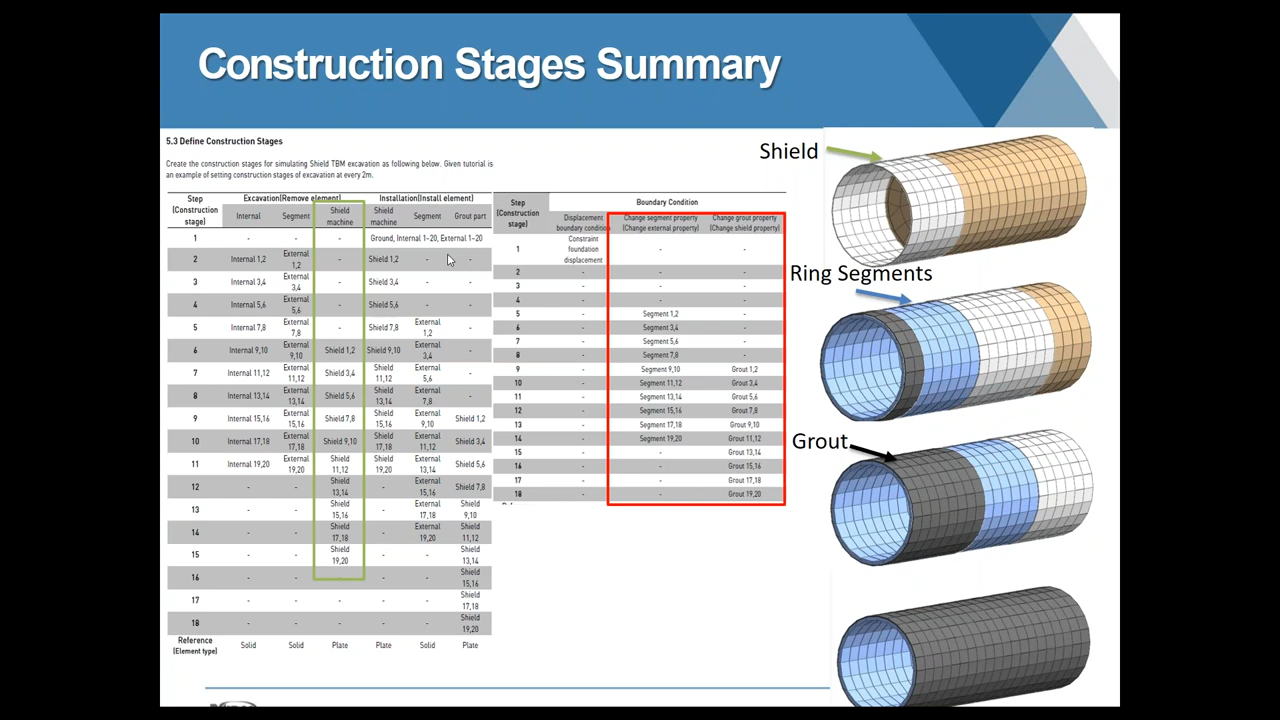 Construction Stages Summary
5.3 Define Construction Stages
Create the construction stages for simulating Shield TBM excavation as following below. Given tutorial is
an example of setting construction stages of excavation at every 2m.
Step (Construction stage) Excavation(Remove element) Installation(Install element)
Internal Segment Shield machine Shield machine Segment Grout part
1 - - - Ground, Internal 1~20, External 1~20
2 Internal 1,2 External 1,2 - Shield 1,2 - -
3 Internal 3,4 External 3,4 - Shield 3,4 - -
4 Internal 5,6 External 5,6 - Shield 5,6 - -
5 Internal 7,8 External 7,8 - Shield 7,8 External 1,2 -
6 Internal 9,10 External 9,10 Shield 1,2 Shield 9,10 External 3,4 -
7 Internal 11,12 External 11,12 Shield 3,4 Shield 11,12 External 5,6 -
8 Internal 13,14 External 13,14 Shield 5,6 Shield 13,14 External 7,8 -
9 Internal 15,16 External 15,16 Shield 7,8 Shield 15,16 External 9,10 Shield 1,2
10 Internal 17,18 External 17,18 Shield 9,10 Shield 17,18 External 11,12 Shield 3,4
11 Internal 19,20 External 19,20 Shield 11,12 Shield 19,20 External 13,14 Shield 5,6
12 - - Shield 13,14 - External 15,16 Shield 7,8
13 - - Shield 15,16 - External 17,18 Shield 9,10
14 - - Shield 17,18 - External 19,20 Shield 11,12
15 - - Shield 19,20 - - Shield 13,14
16 - - - - - Shield 15,16
17 - - - - - Shield 17,18
18 - - - - - Shield 19,20
Reference (Element type) Solid Solid Plate Plate Solid Plate
Step (Construction stage) Boundary Condition
Displacement boundary condition Change segment property (Change external property) Change grout property (Change shield property)
1 Constraint foundation displacement - -
2 - - -
3 - - -
4 - - -
5 - Segment 1,2 -
6 - Segment 3,4 -
7 - Segment 5,6 -
8 - Segment 7,8 -
9 - Segment 9,10 Grout 1,2
10 - Segment 11,12 Grout 3,4
11 - Segment 13,14 Grout 5,6
12 - Segment 15,16 Grout 7,8
13 - Segment 17,18 Grout 9,10
14 - Segment 19,20 Grout 11,12
15 - - Grout 13,14
16 - - Grout 15,16
17 - - Grout 17,18
18 - - Grout 19,20
Shield
Ring Segments
Grout